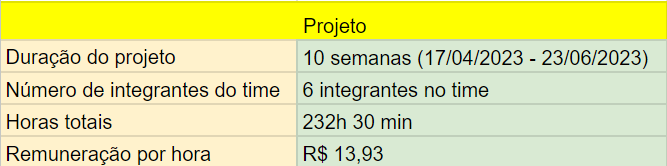 Projeto
Duração do projeto 10 semanas (17/04/2023 - 23/06/2023)
Número de integrantes do time 6 integrantes no time
Horas totais 232h 30 min
Remuneração por hora R$ 13,93